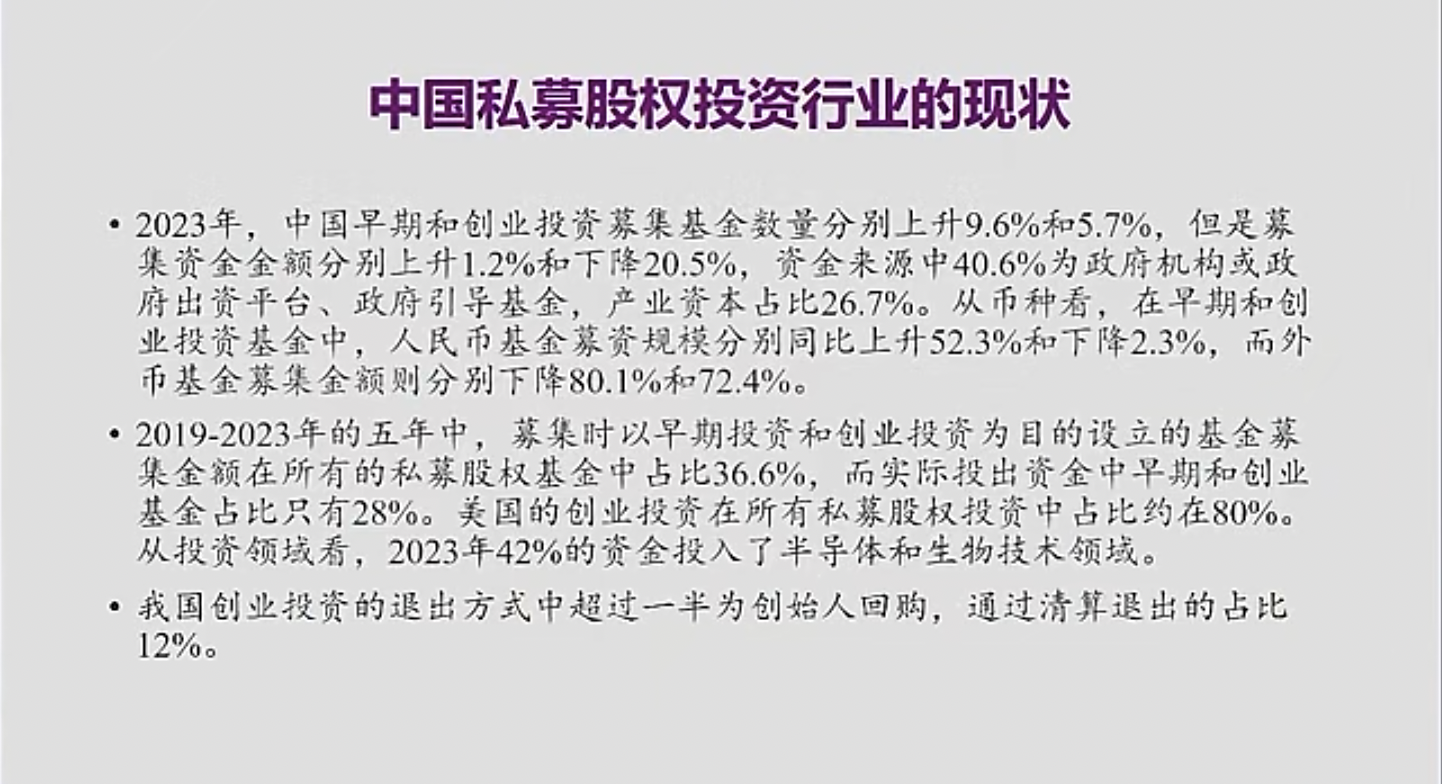 中国私募股权投资行业的现状
• 2023年，中国早期和创业投资募集基金数量分别上升9.6%和5.7%，但是募
集资金金额分别上升1.2%和下降20.5%，资金来源中40.6%为政府机构或政
府出资平台、政府引导基金，产业资本占比26.7%。从币种看，在早期和创
业投资基金中，人民币基金募资规模分别同比上升52.3%和下降2.3%，而外
币基金募集金额则分别下降80.1%和72.4%。
• 2019-2023年的五年中，募集时以早期投资和创业投资为目的设立的基金募
集金额在所有的私募股权基金中占比36.6%，而实际投出资金中早期和创业
基金占比只有28%。美国的创业投资在所有私募股权投资中占比约在80%。
从投资领域看，2023年42%的资金投入了半导体和生物技术领域。
• 我国创业投资的退出方式中超过一半为创始人回购，通过清算退出的占比
12%。